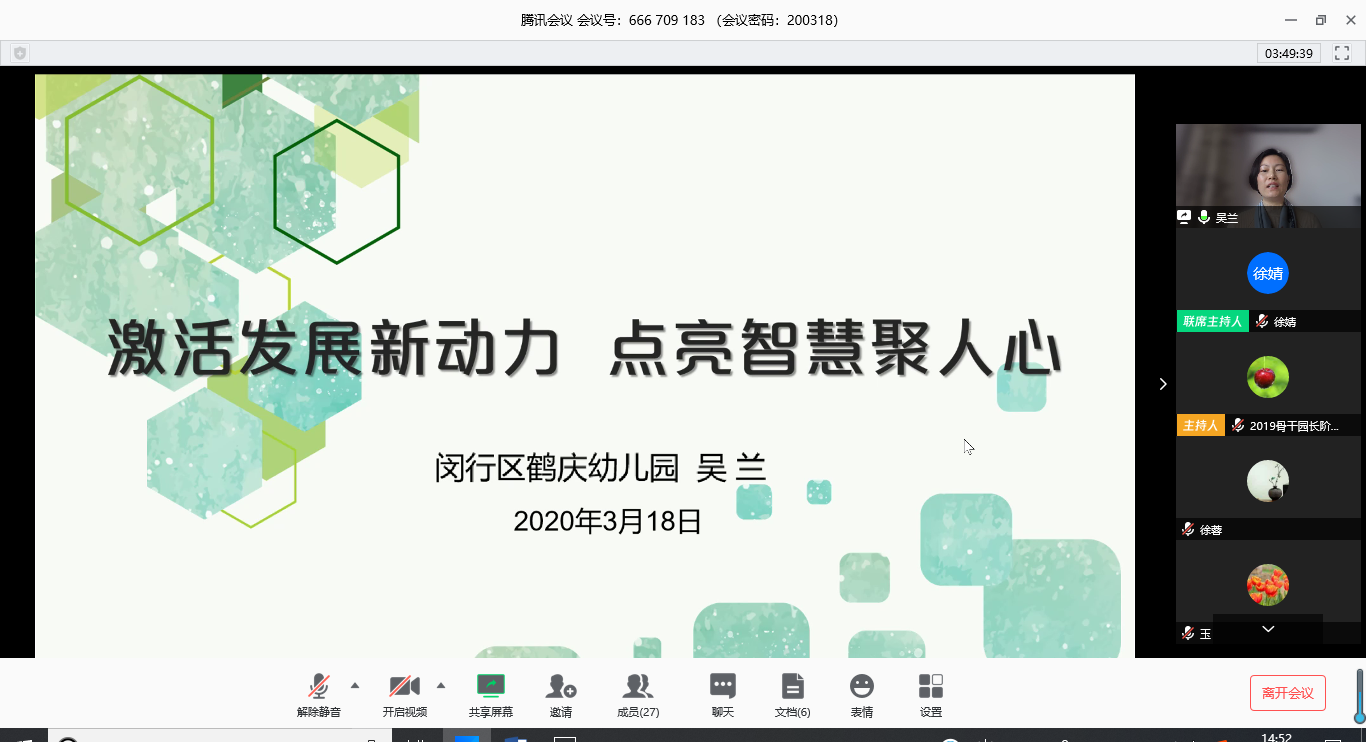 腾讯会议 会议号：666 709 183 （会议密码：200318）
03:49:39
激活发展新动力 点亮智慧聚人心
闵行区鹤庆幼儿园 吴 兰
2020年3月18日
吴兰
徐婧
联席主持人 徐婧
主持人 2019骨干园长阶...
徐蓉
玉
解除静音 开启视频 共享屏幕 邀请 成员(27) 聊天 文档(6) 表情 设置
离开会议
14:52